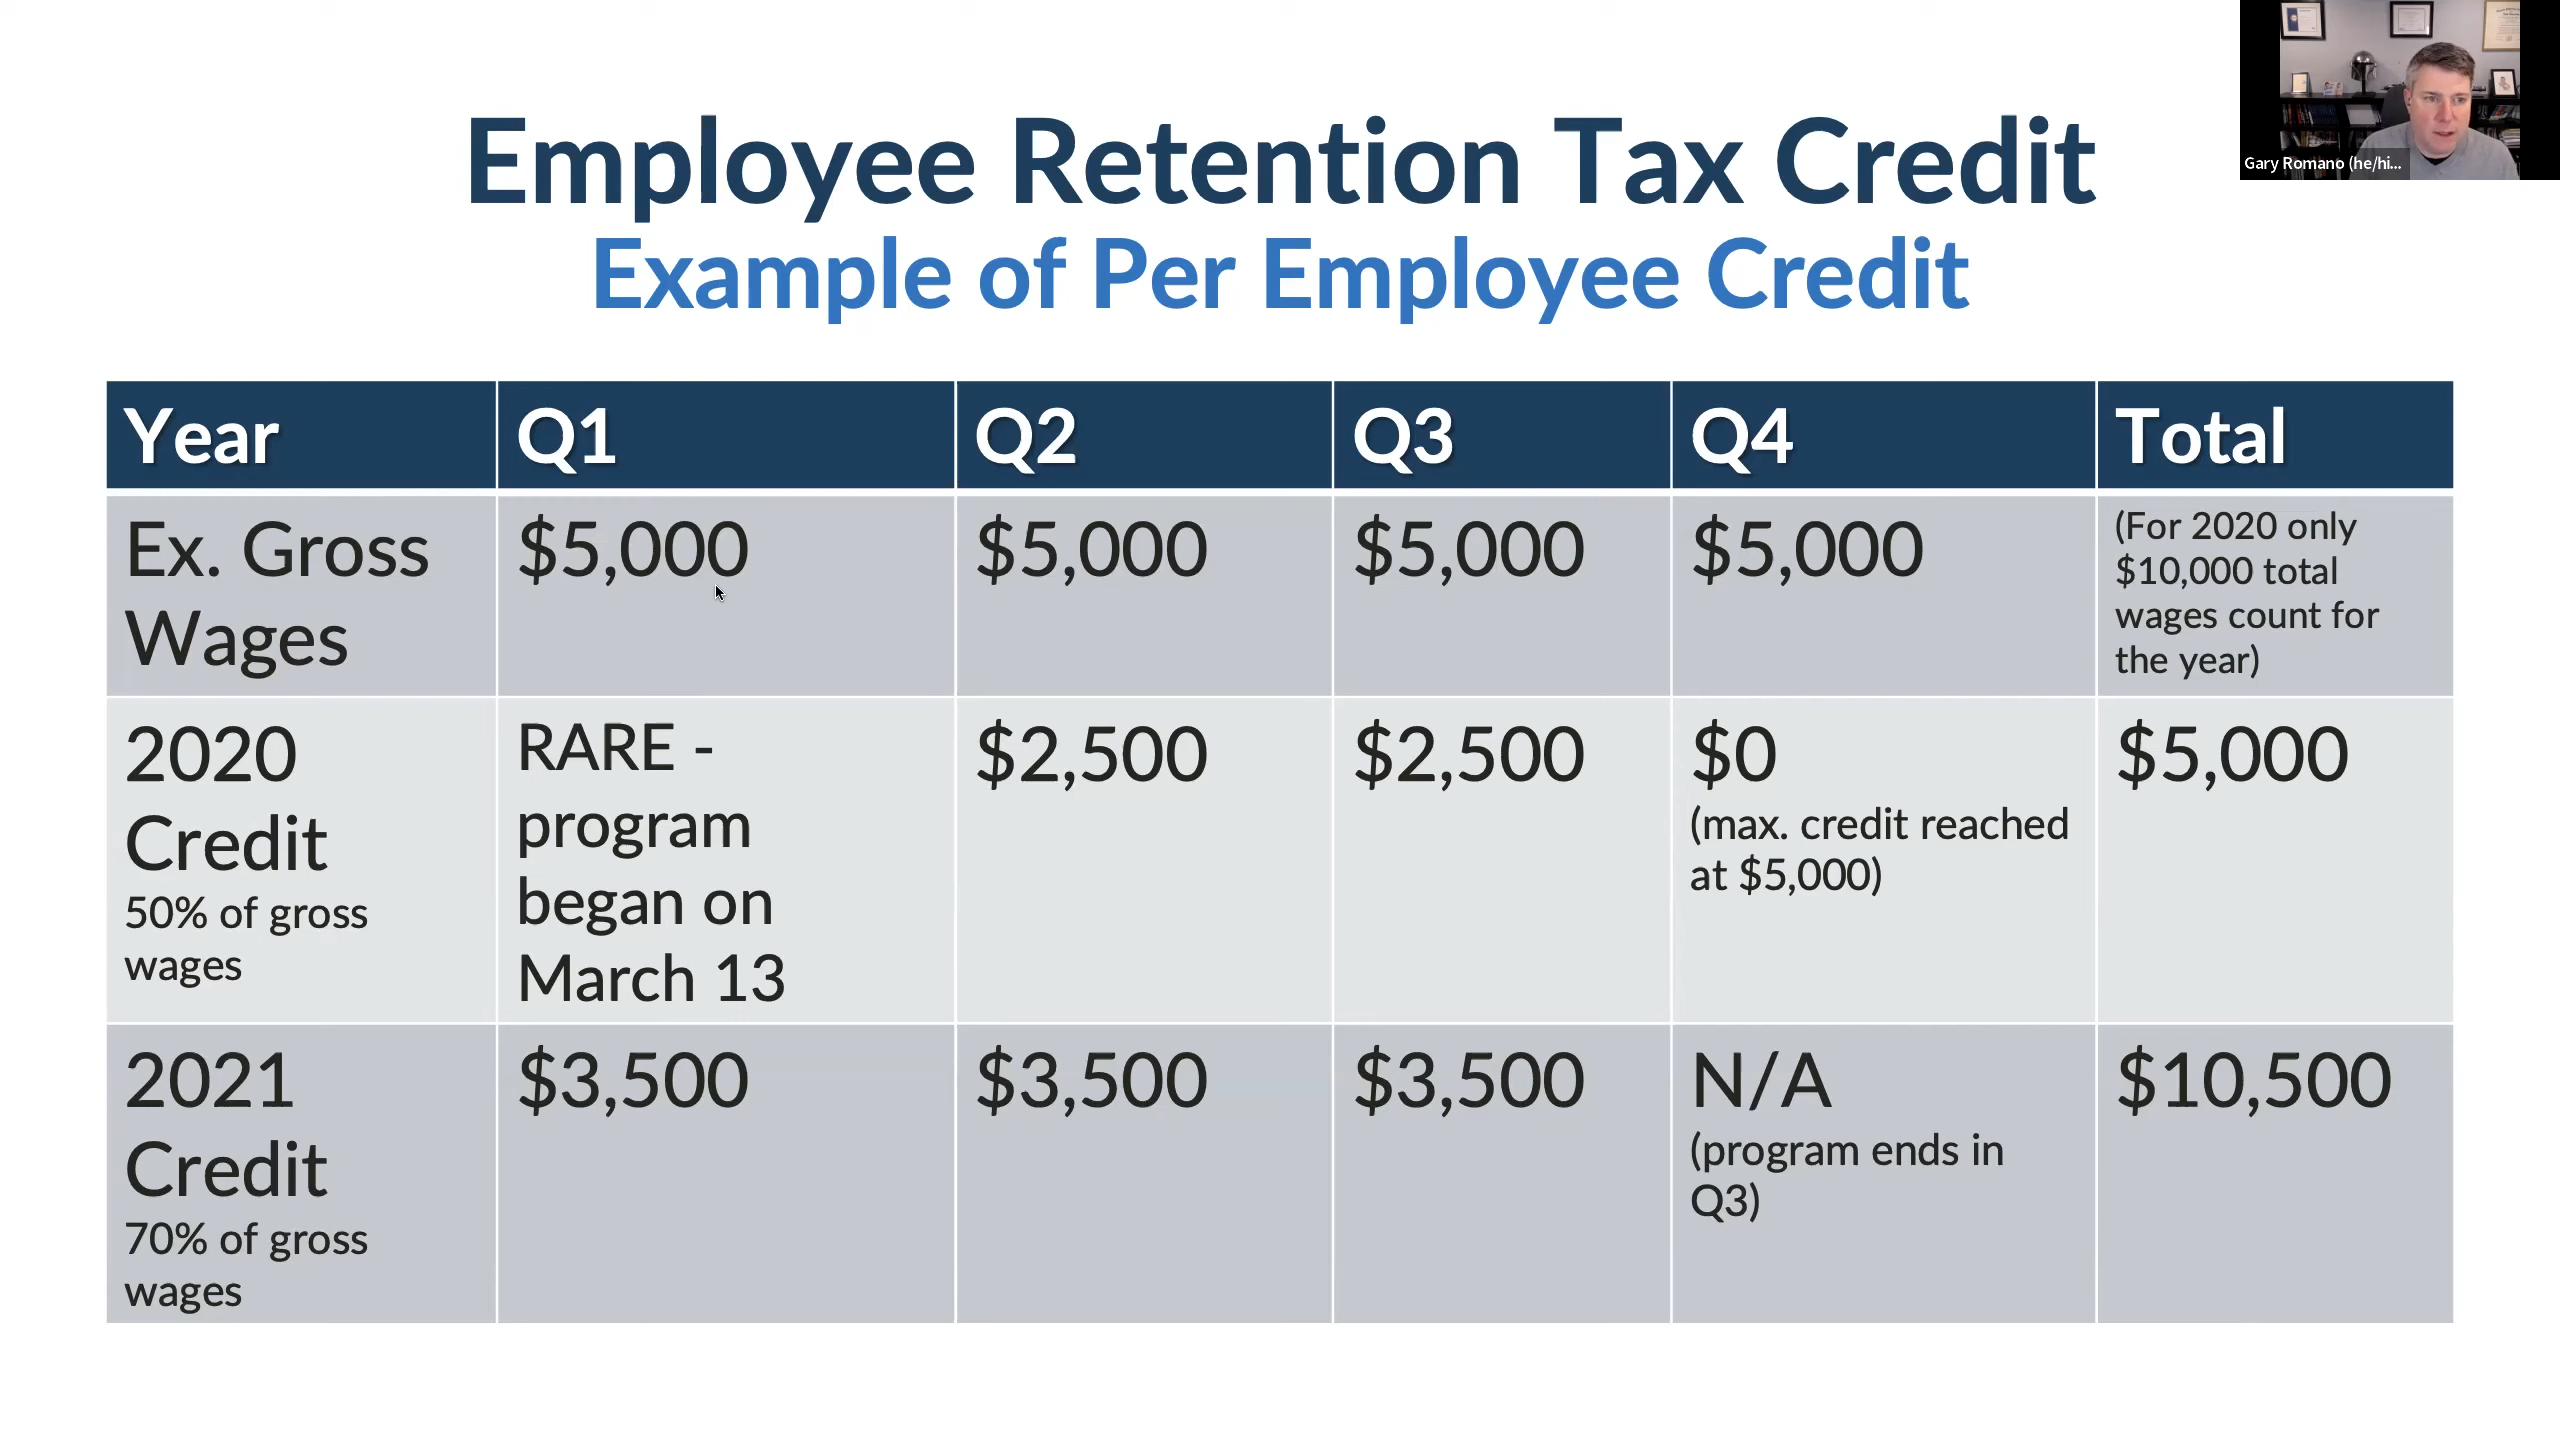 Employee Retention Tax Credit
Example of Per Employee Credit
Gary Romano (he/hi...
Year Q1 Q2 Q3 Q4 Total
Ex. Gross
Wages
$5,000
$5,000
$5,000
$5,000
(For 2020 only
$10,000 total
wages count for
the year)
2020
Credit
50% of gross
wages
RARE -
program
began on
March 13
$2,500
$2,500
$0
(max. credit reached
at $5,000)
$5,000
2021
Credit
70% of gross
wages
$3,500
$3,500
$3,500
N/A
(program ends in
Q3)
$10,500